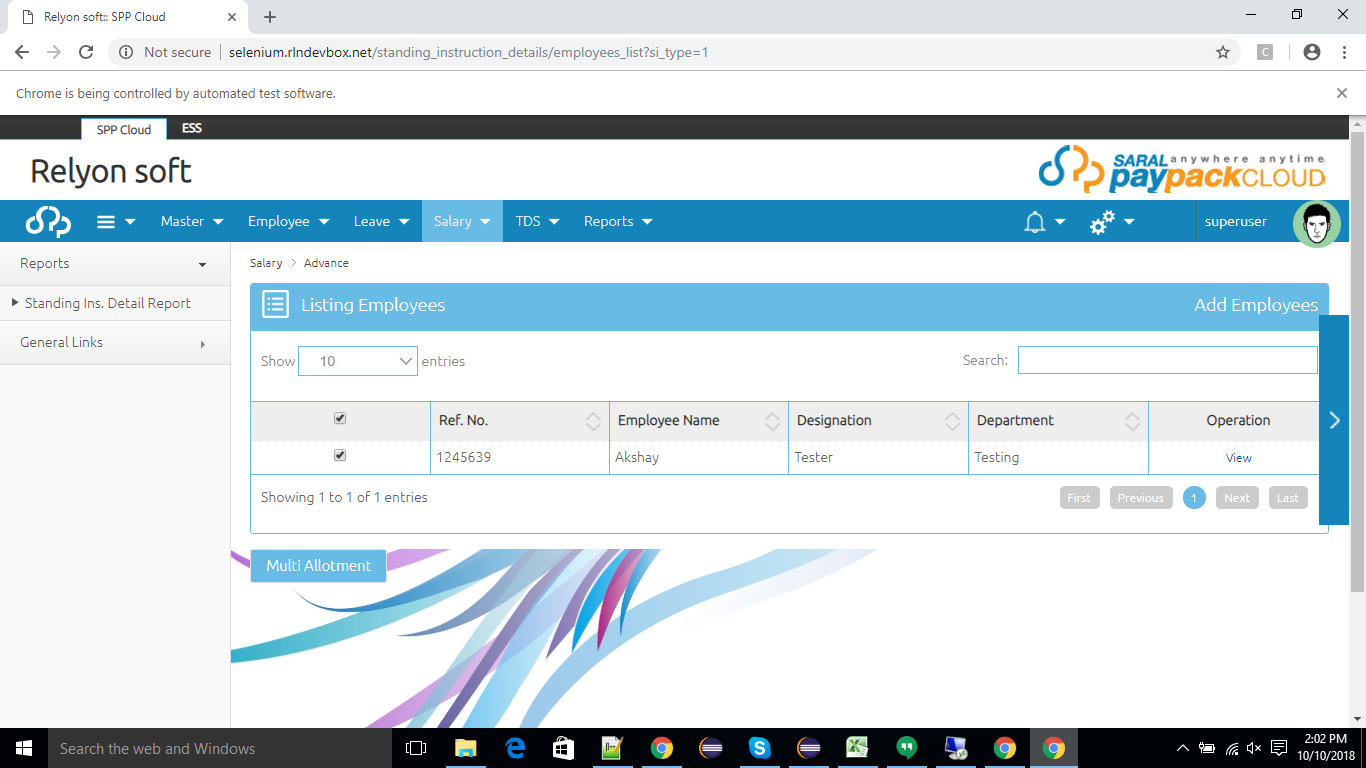 Relyon soft:: SPP Cloud
Not secure | selenium.rlndevbox.net/standing_instruction_details/employees_list?si_type=1
C
Chrome is being controlled by automated test software.
SPP Cloud ESS
Relyon soft
SARAL anywhere anytime
paypackCLOUD
Master Employee Leave Salary TDS Reports superuser
Reports
Standing Ins. Detail Report
General Links
Salary > Advance
Listing Employees Add Employees
Show 10 entries Search:
Ref. No. Employee Name Designation Department Operation
1245639 Akshay Tester Testing View
Showing 1 to 1 of 1 entries First Previous 1 Next Last
Multi Allotment
Search the web and Windows
2:02 PM
10/10/2018